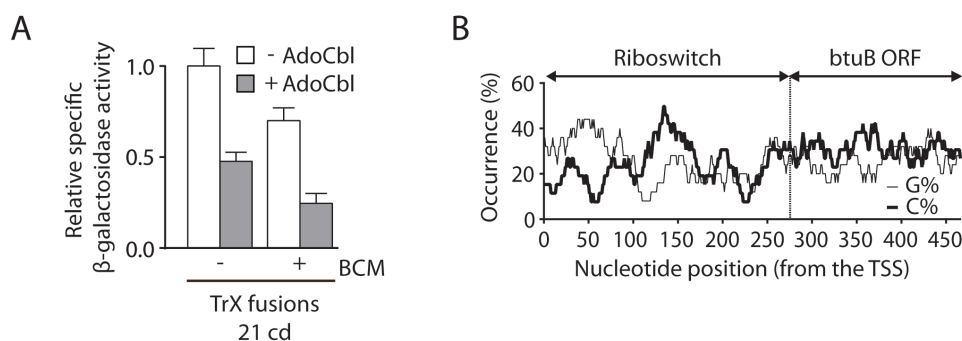 A
Relative specific
β-galactosidase activity
1.0
0.5
0.0
- AdoCbl
+ AdoCbl
- + BCM
TrX fusions
21 cd
B
Riboswitch btuB ORF
Occurrence (%)
60
40
20
0
G%
C%
0 50 100 150 200 250 300 350 400 450
Nucleotide position (from the TSS)